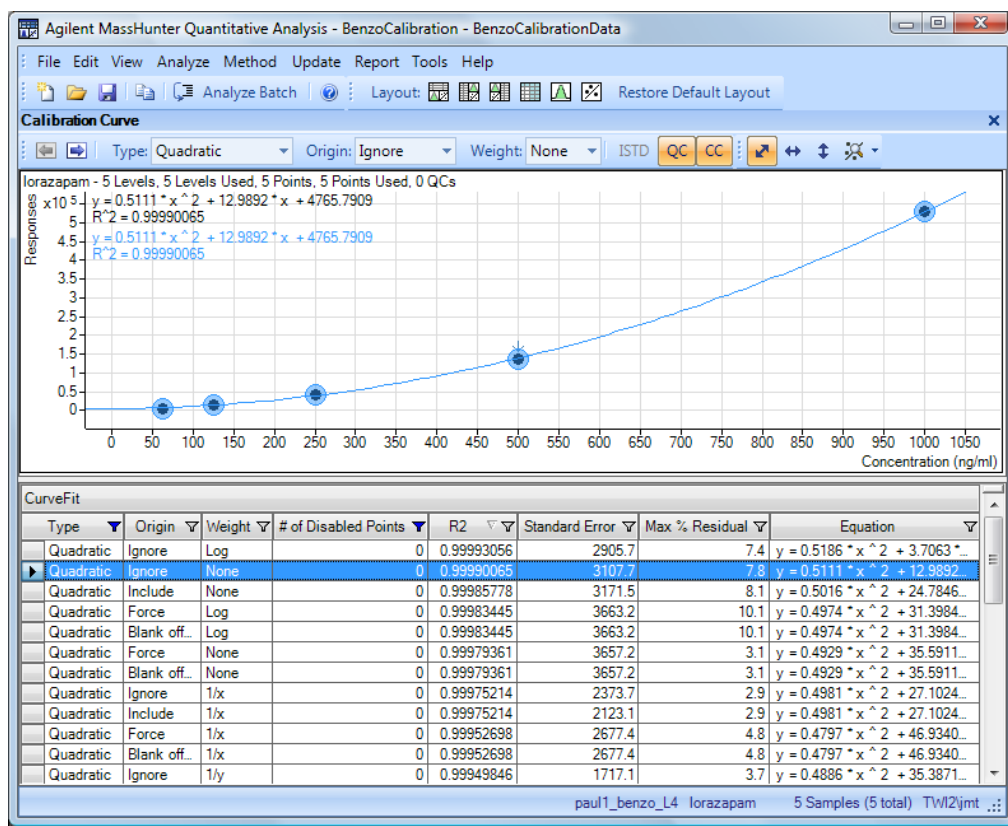 Agilent MassHunter Quantitative Analysis - BenzoCalibration - BenzoCalibrationData
File Edit View Analyze Method Update Report Tools Help
Analyze Batch Layout: Restore Default Layout
Calibration Curve
Type: Quadratic Origin: Ignore Weight: None ISTD QC CC
lorazapam - 5 Levels, 5 Levels Used, 5 Points, 5 Points Used, 0 QCs
Responses
x10 5
y = 0.5111 * x ^ 2 + 12.9892 * x + 4765.7909
R^2 = 0.99990065
y = 0.5111 * x ^ 2 + 12.9892 * x + 4765.7909
R^2 = 0.99990065
5
4.5
4
3.5
3
2.5
2
1.5
1
0.5
0
0 50 100 150 200 250 300 350 400 450 500 550 600 650 700 750 800 850 900 950 1000 1050
Concentration (ng/ml)
CurveFit
Type Origin Weight # of Disabled Points R2 Standard Error Max % Residual Equation
Quadratic Ignore Log 0 0.99993056 2905.7 7.4 y = 0.5186 * x ^ 2 + 3.7063 *...
Quadratic Ignore None 0 0.99990065 3107.7 7.8 y = 0.5111 * x ^ 2 + 12.9892...
Quadratic Include None 0 0.99985778 3171.5 8.1 y = 0.5016 * x ^ 2 + 24.7846...
Quadratic Force Log 0 0.99983445 3663.2 10.1 y = 0.4974 * x ^ 2 + 31.3984...
Quadratic Blank off... Log 0 0.99983445 3663.2 10.1 y = 0.4974 * x ^ 2 + 31.3984...
Quadratic Force None 0 0.99979361 3657.2 3.1 y = 0.4929 * x ^ 2 + 35.5911...
Quadratic Blank off... None 0 0.99979361 3657.2 3.1 y = 0.4929 * x ^ 2 + 35.5911...
Quadratic Ignore 1/x 0 0.99975214 2373.7 2.9 y = 0.4981 * x ^ 2 + 27.1024...
Quadratic Include 1/x 0 0.99975214 2123.1 2.9 y = 0.4981 * x ^ 2 + 27.1024...
Quadratic Force 1/x 0 0.99952698 2677.4 4.8 y = 0.4797 * x ^ 2 + 46.9340...
Quadratic Blank off... 1/x 0 0.99952698 2677.4 4.8 y = 0.4797 * x ^ 2 + 46.9340...
Quadratic Ignore 1/y 0 0.99949846 1717.1 3.7 y = 0.4886 * x ^ 2 + 35.3871...
paul1_benzo_L4 lorazapam 5 Samples (5 total) TWI2\jmt